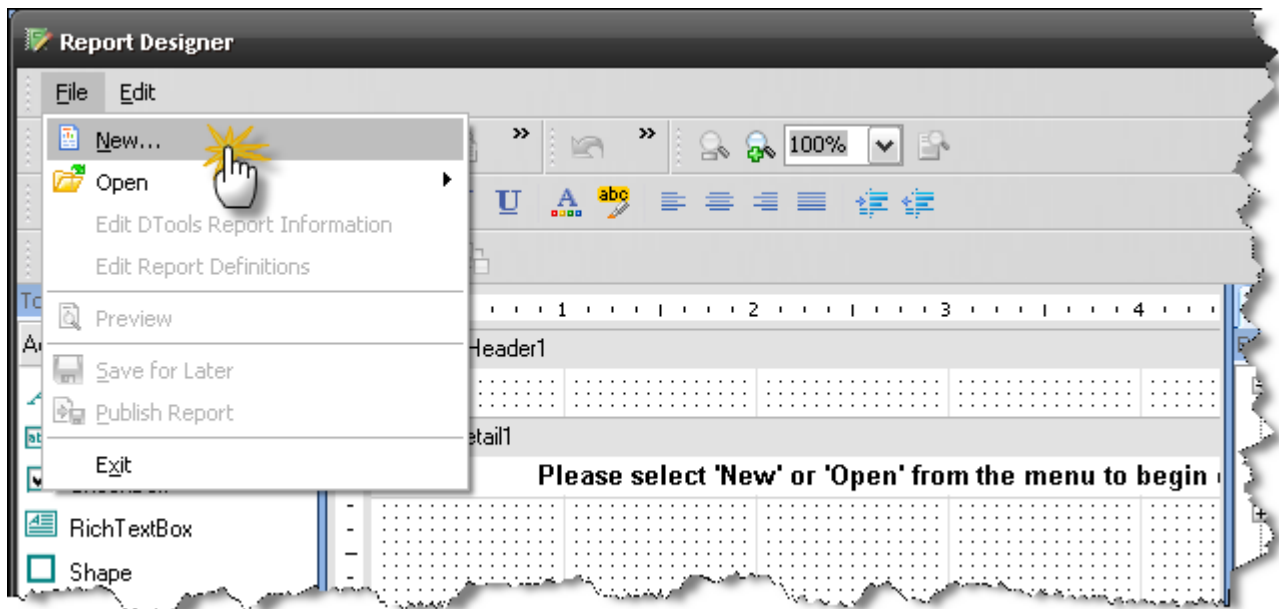 Report Designer
File Edit
New...
100%
Open
U A abc
Edit DTools Report Information
Edit Report Definitions
1 2 3 4
Preview
Header1
Save for Later
Publish Report
etail1
Exit
Please select 'New' or 'Open' from the menu to begin
RichTextBox
Shape